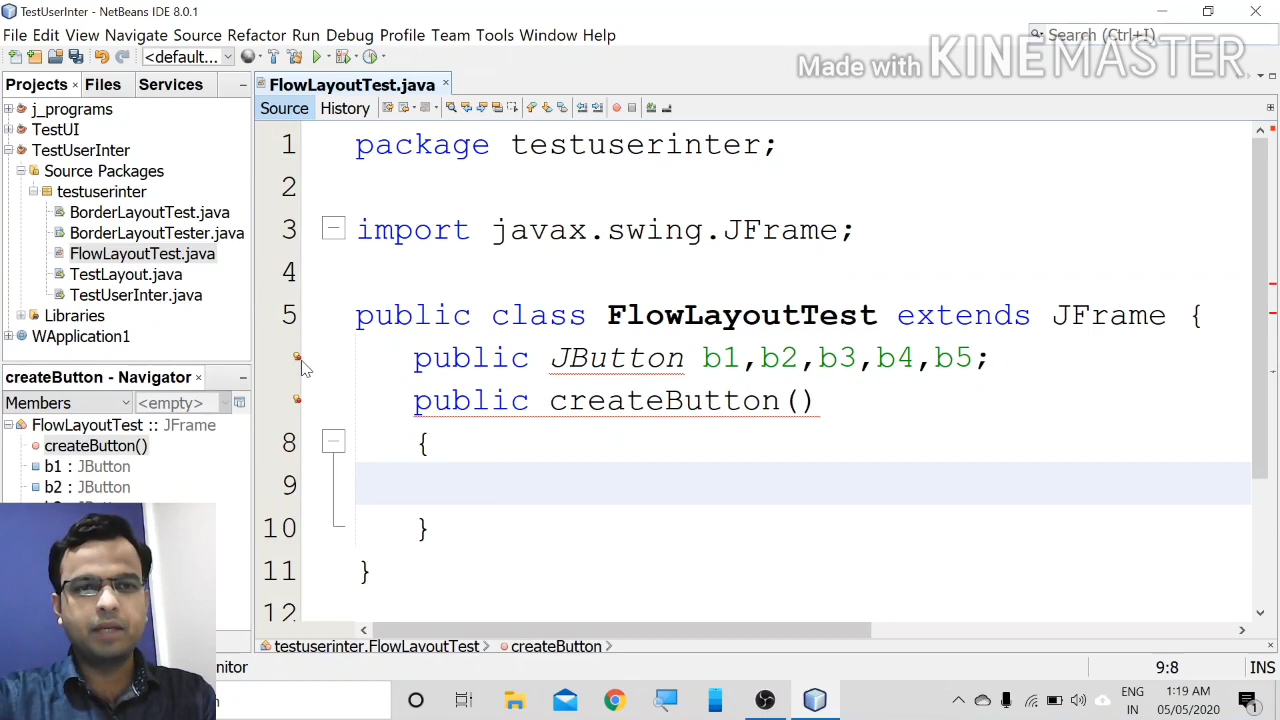 TestUserInter - NetBeans IDE 8.0.1
File Edit View Navigate Source Refactor Run Debug Profile Team Tools Window Help
Search (Ctrl+I)
Made with KINEMASTER
<default...
Projects Files Services
FlowLayoutTest.java
Source History
j_programs
TestUI
TestUserInter
Source Packages
testuserinter
BorderLayoutTest.java
BorderLayoutTester.java
FlowLayoutTest.java
TestLayout.java
TestUserInter.java
Libraries
WApplication1
createButton - Navigator
Members <empty>
FlowLayoutTest :: JFrame
createButton()
b1 : JButton
b2 : JButton
1 package testuserinter;
2
3 import javax.swing.JFrame;
4
5 public class FlowLayoutTest extends JFrame {
public JButton b1,b2,b3,b4,b5;
public createButton()
8 {
9
10 }
11 }
12
testuserinter.FlowLayoutTest createButton
nitor
9:8 INS
ENG
IN
1:19 AM
05/05/2020
1